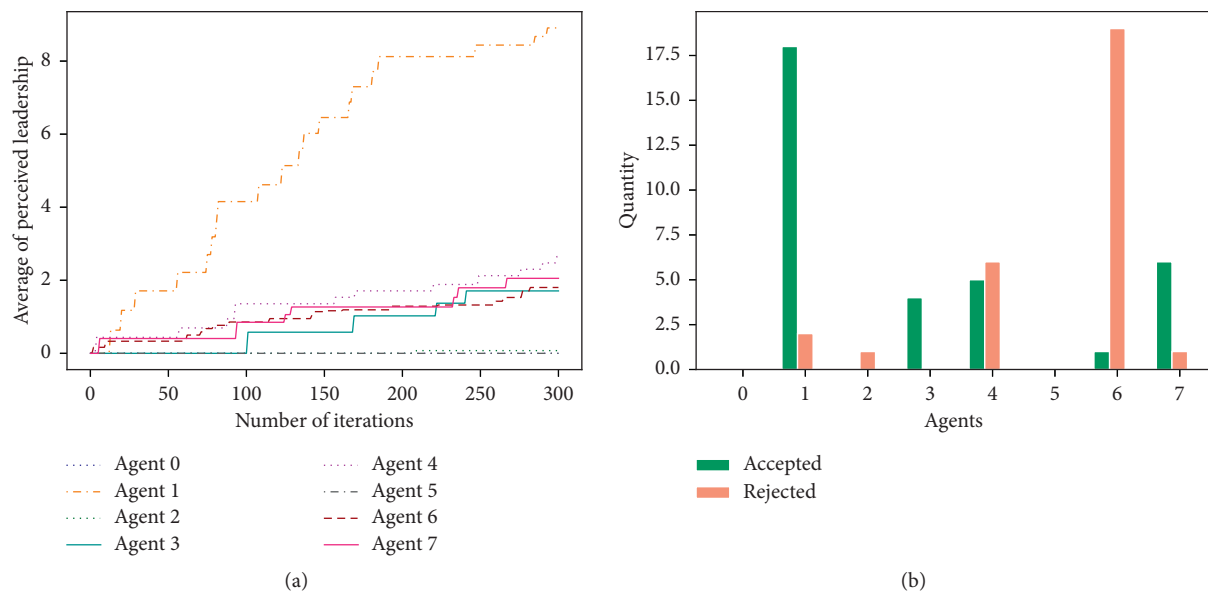 Average of perceived leadership
8
6
4
2
0
0 50 100 150 200 250 300
Number of iterations
Agent 0
Agent 1
Agent 2
Agent 3
Agent 4
Agent 5
Agent 6
Agent 7
(a)
Quantity
17.5
15.0
12.5
10.0
7.5
5.0
2.5
0.0
0 1 2 3 4 5 6 7
Agents
Accepted
Rejected
(b)